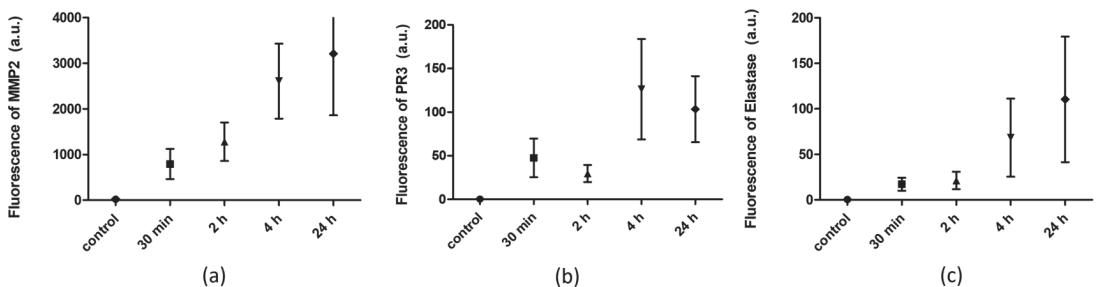 Fluorescence of MMP2 (a.u.)
4000
3000
2000
1000
0
control
30 min
2 h
4 h
24 h
(a)
Fluorescence of PR3 (a.u.)
200
150
100
50
0
control
30 min
2 h
4 h
24 h
(b)
Fluorescence of Elastase (a.u.)
200
150
100
50
0
control
30 min
2 h
4 h
24 h
(c)